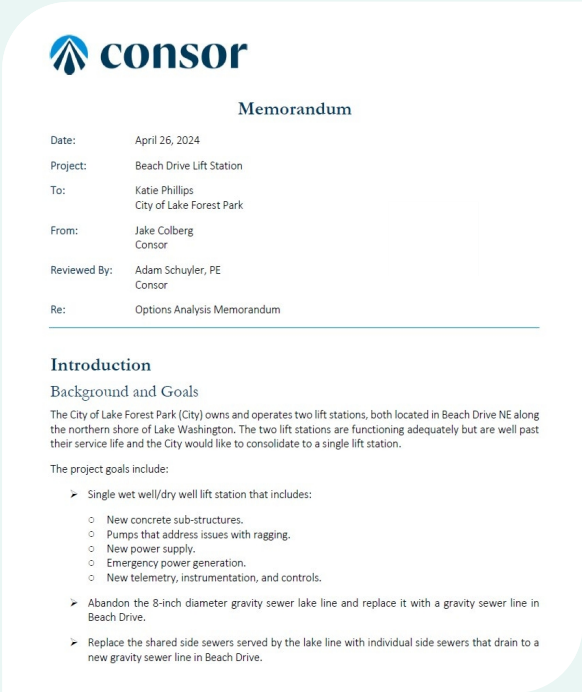 consor
Memorandum
Date: April 26, 2024
Project: Beach Drive Lift Station
To: Katie Phillips
City of Lake Forest Park
From: Jake Colberg
Consor
Reviewed By: Adam Schuyler, PE
Consor
Re: Options Analysis Memorandum
Introduction
Background and Goals
The City of Lake Forest Park (City) owns and operates two lift stations, both located in Beach Drive NE along
the northern shore of Lake Washington. The two lift stations are functioning adequately but are well past
their service life and the City would like to consolidate to a single lift station.
The project goals include:
➢ Single wet well/dry well lift station that includes:
○ New concrete sub-structures.
○ Pumps that address issues with ragging.
○ New power supply.
○ Emergency power generation.
○ New telemetry, instrumentation, and controls.
➢ Abandon the 8-inch diameter gravity sewer lake line and replace it with a gravity sewer line in
Beach Drive.
➢ Replace the shared side sewers served by the lake line with individual side sewers that drain to a
new gravity sewer line in Beach Drive.